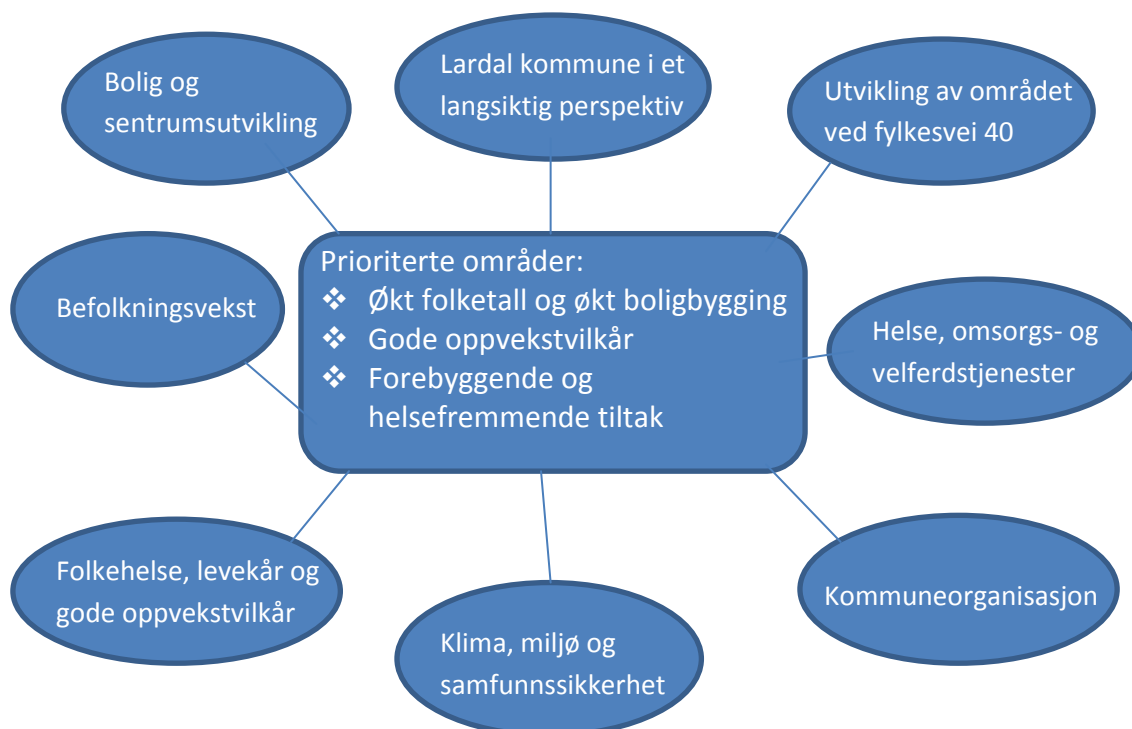 Bolig og
sentrumsutvikling
Lardal kommune i et
langsiktig perspektiv
Utvikling av området
ved fylkesvei 40
Befolkningsvekst
Prioriterte områder:
❖ Økt folketall og økt boligbygging
❖ Gode oppvekstvilkår
❖ Forebyggende og
helsefremmende tiltak
Helse, omsorgs- og
velferdstjenester
Folkehelse, levekår og
gode oppvekstvilkår
Klima, miljø og
samfunnssikkerhet
Kommuneorganisasjon